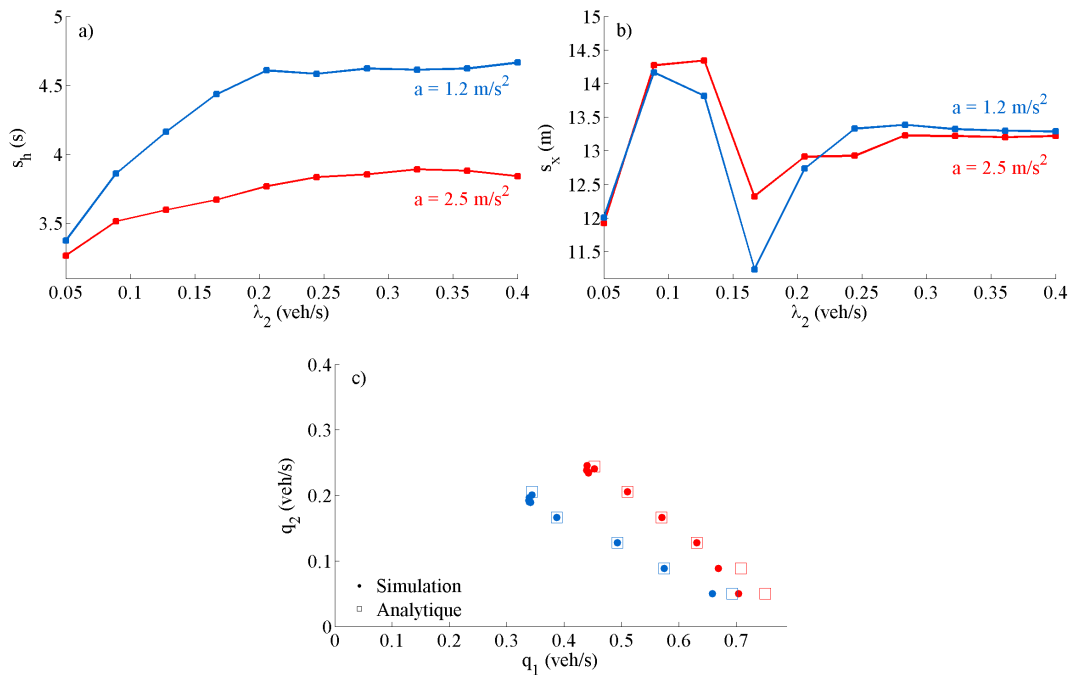 a)
5
4.5
4
3.5
s_h (s)
a = 1.2 m/s²
a = 2.5 m/s²
0.05 0.1 0.15 0.2 0.25 0.3 0.35 0.4
λ₂ (veh/s)
b)
15
14.5
14
13.5
13
12.5
12
11.5
s_x (m)
a = 1.2 m/s²
a = 2.5 m/s²
0.05 0.1 0.15 0.2 0.25 0.3 0.35 0.4
λ₂ (veh/s)
c)
0.4
0.3
0.2
0.1
0
q₂ (veh/s)
Simulation
Analytique
0 0.1 0.2 0.3 0.4 0.5 0.6 0.7
q₁ (veh/s)